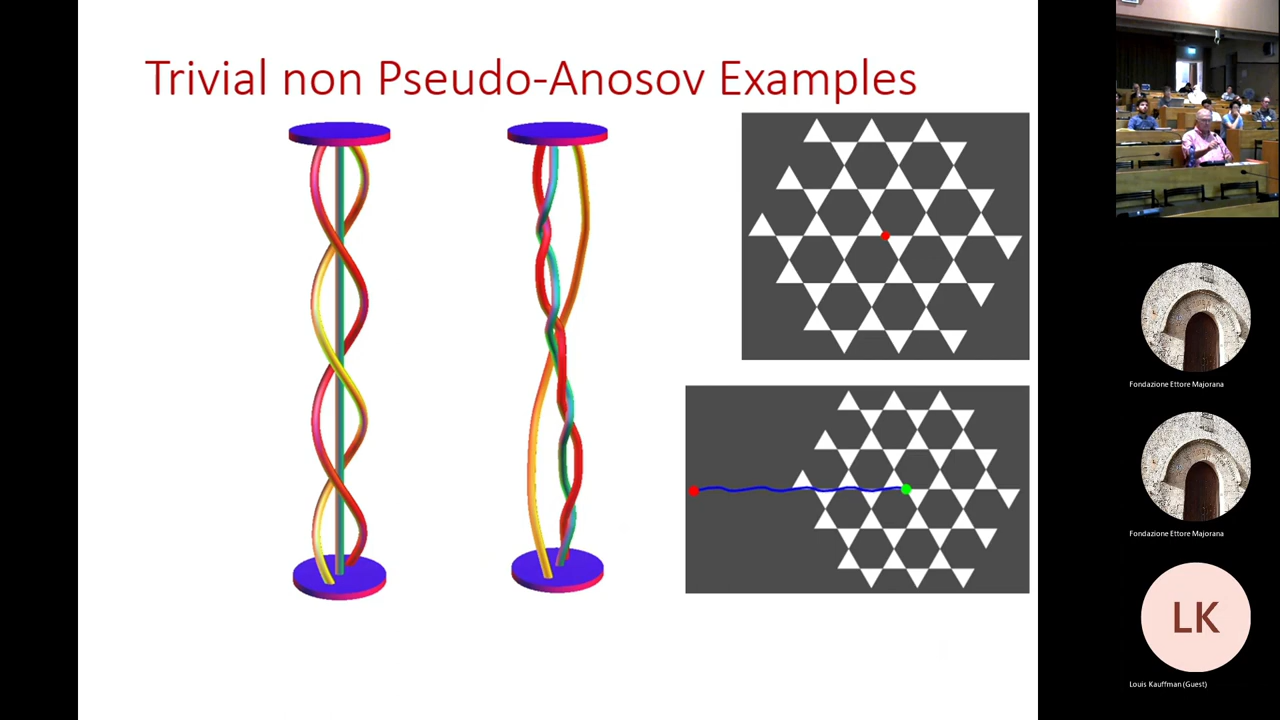 Trivial non Pseudo-Anosov Examples
Fondazione Ettore Majorana
Fondazione Ettore Majorana
LK
Louis Kauffman (Guest)